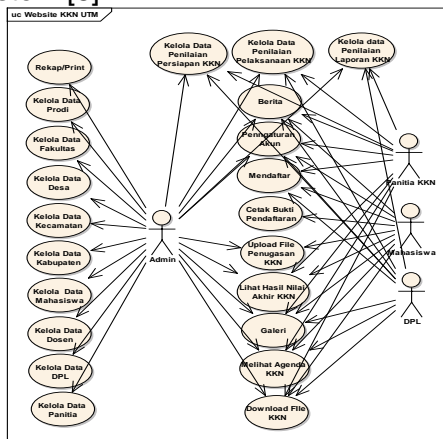 uc Website KKN UTM
Kelola Data
Penilaian
Persiapan KKN
Kelola Data
Penilaian
Pelaksanaan KKN
Kelola data
Penilaian
Laporan KKN
Rekap/Print
Kelola Data
Prodi
Kelola Data
Fakultas
Kelola Data
Desa
Kelola Data
Kecamatan
Kelola Data
Kabupaten
Kelola Data
Mahasiswa
Kelola Data
Dosen
Kelola Data
DPL
Kelola Data
Panitia
Admin
Berita
Penngaturan
Akun
Mendaftar
Cetak Bukti
Pendaftaran
Upload File
Penugasan
KKN
Lihat Hasil Nilai
Akhir KKN
Galeri
Melihat Agenda
KKN
Download FIle
KKN
Panitia KKN
Mahasiswa
DPL